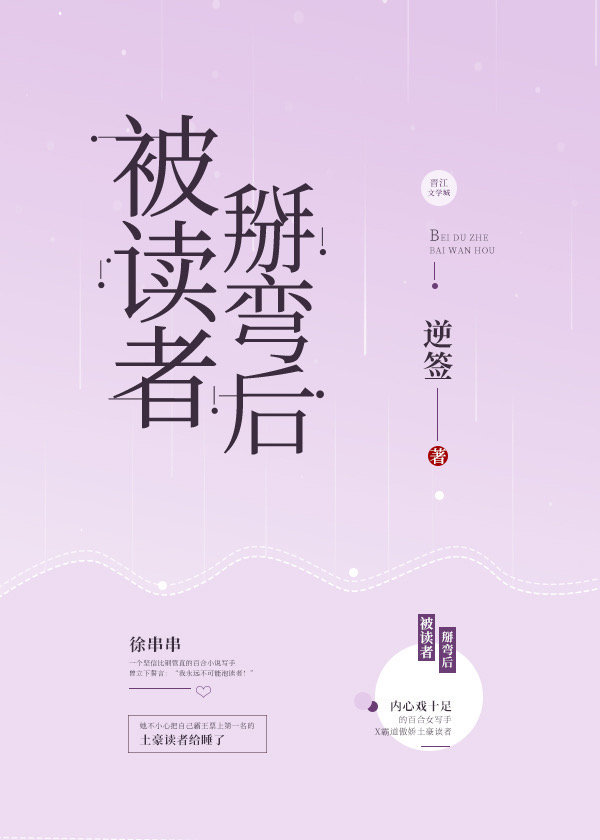 被读者
掰弯后
晋江
文学城
BEI DU ZHE
BAI WAN HOU
逆签
著
徐串串
一个坚信比钢管直的百合小说写手
曾立下誓言：“我永远不可能泡读者！”
她不小心把自己霸王票上第一名的
土豪读者给睡了
被读者
掰弯后
内心戏十足
的百合女写手
X霸道傲娇土豪读者